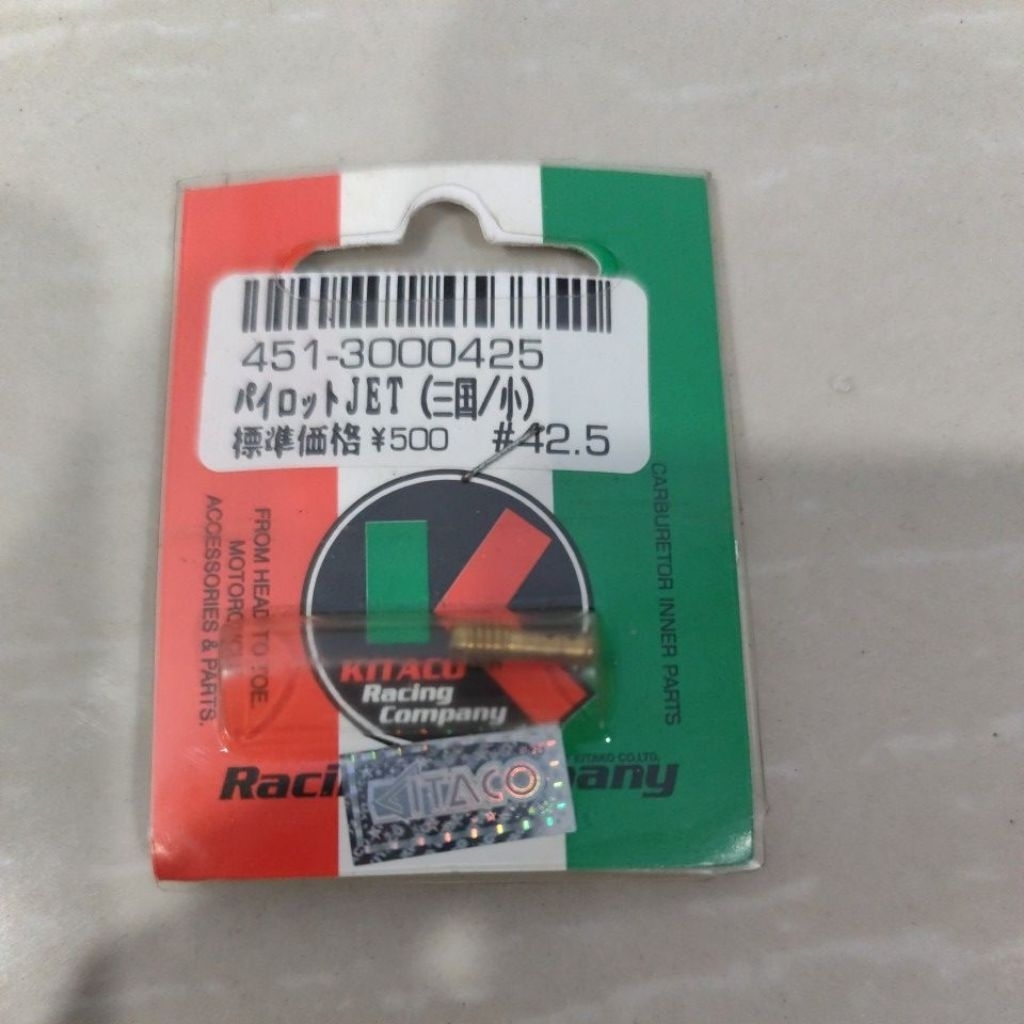 451-3000425
パイロットJET (三国/小)
標準価格 ¥500 #42.5
FROM HEAD TO TOE.
ACCESSORIES & PARTS.
CARBURETOR INNER PARTS
KITACO
Racing
Company
KITACO